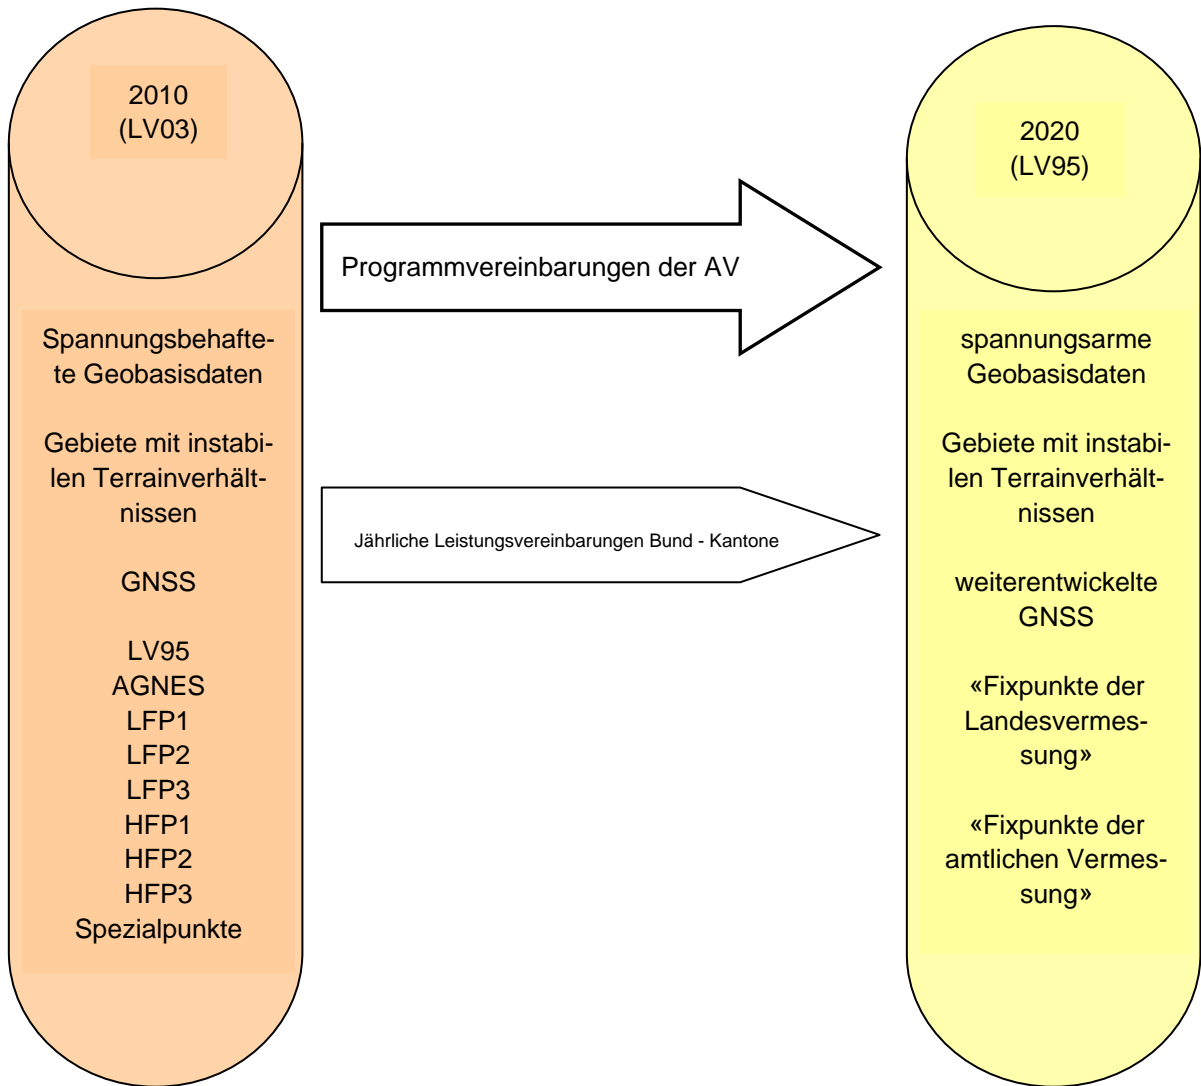 2010
(LV03)
Spannungsbehafte-
te Geobasisdaten
Gebiete mit instabi-
len Terrainverhält-
nissen
GNSS
LV95
AGNES
LFP1
LFP2
LFP3
HFP1
HFP2
HFP3
Spezialpunkte
Programmvereinbarungen der AV
Jährliche Leistungsvereinbarungen Bund - Kantone
2020
(LV95)
spannungsarme
Geobasisdaten
Gebiete mit instabi-
len Terrainverhält-
nissen
weiterentwickelte
GNSS
«Fixpunkte der
Landesvermes-
sung»
«Fixpunkte der
amtlichen Vermes-
sung»